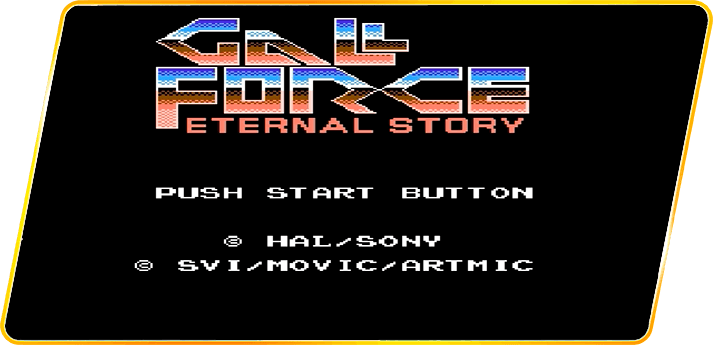 GALL
FORCE
ETERNAL STORY
PUSH START BUTTON
© HAL/SONY
© SVI/MOVIC/ARTMIC